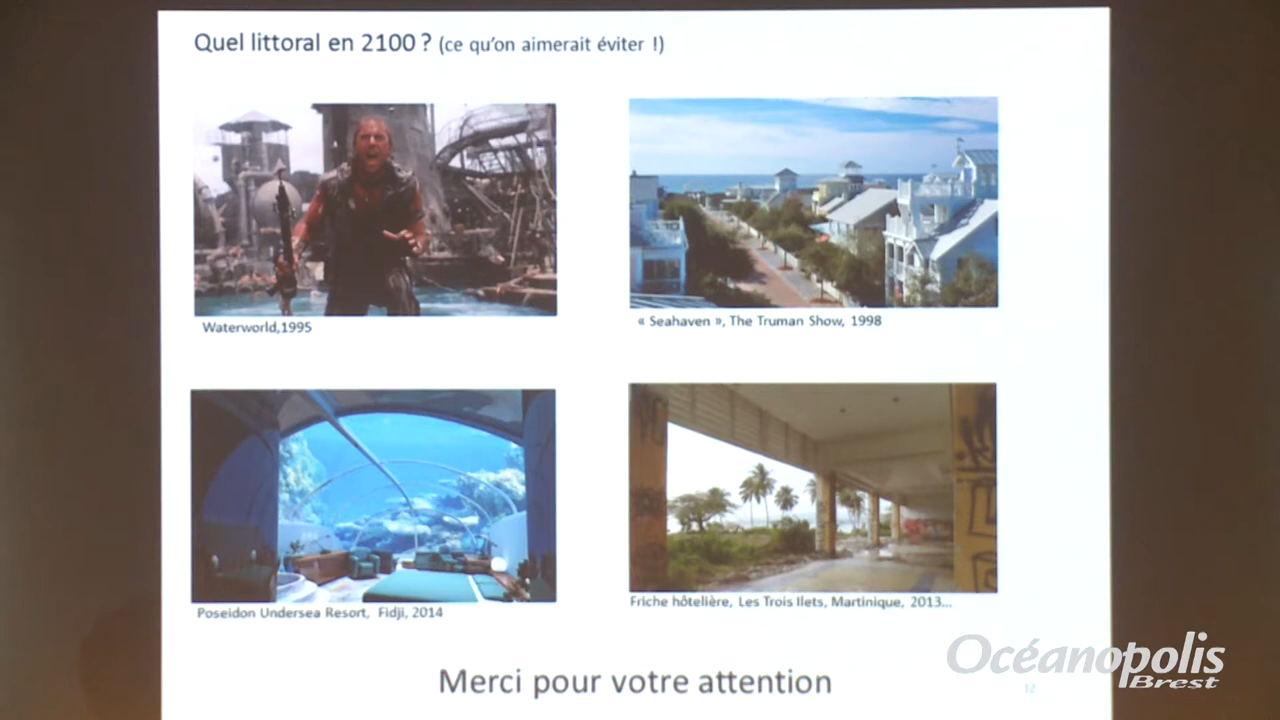 Quel littoral en 2100 ? (ce qu'on aimerait éviter !)
Waterworld,1995
« Seahaven », The Truman Show, 1998
Poseidon Undersea Resort, Fidji, 2014
Friche hôtelière, Les Trois Ilets, Martinique, 2013...
Merci pour votre attention
12
Océanopolis
Brest